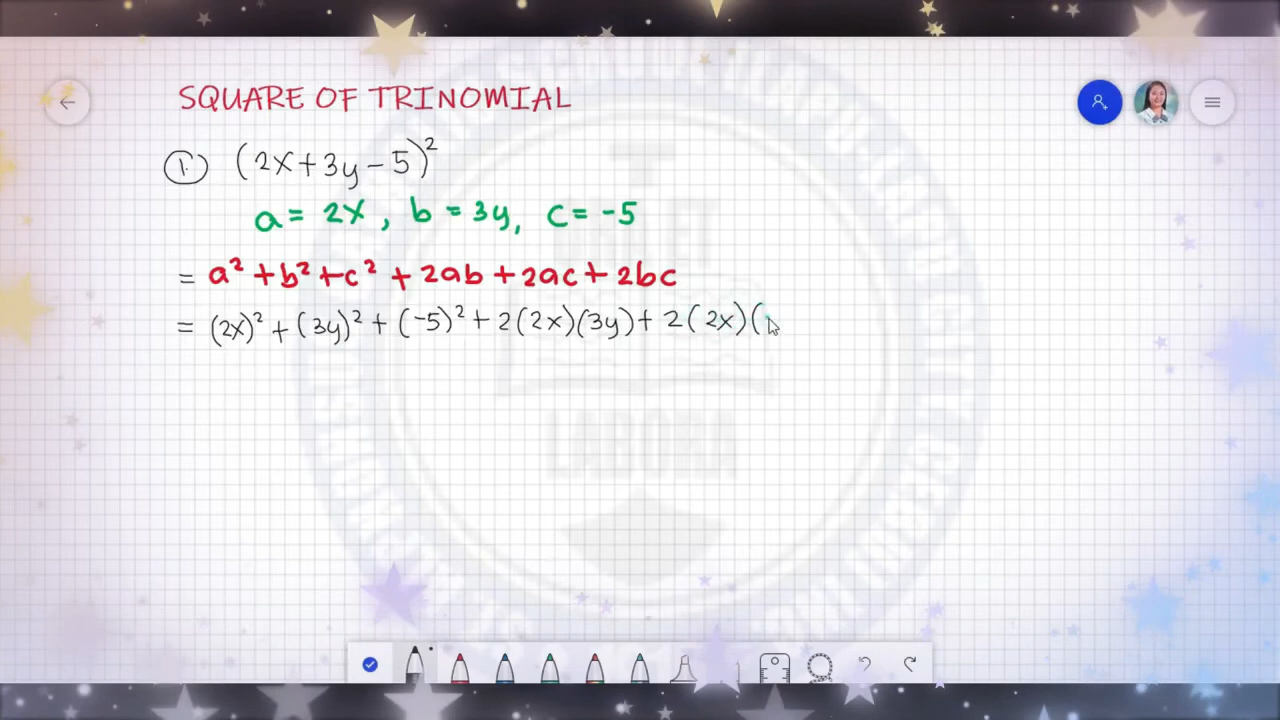 SQUARE OF TRINOMIAL
1. (2x+3y-5)²
a = 2x, b = 3y, c = -5
= a² + b² + c² + 2ab + 2ac + 2bc
= (2x)² + (3y)² + (-5)² + 2(2x)(3y) + 2(2x)(
LABORA